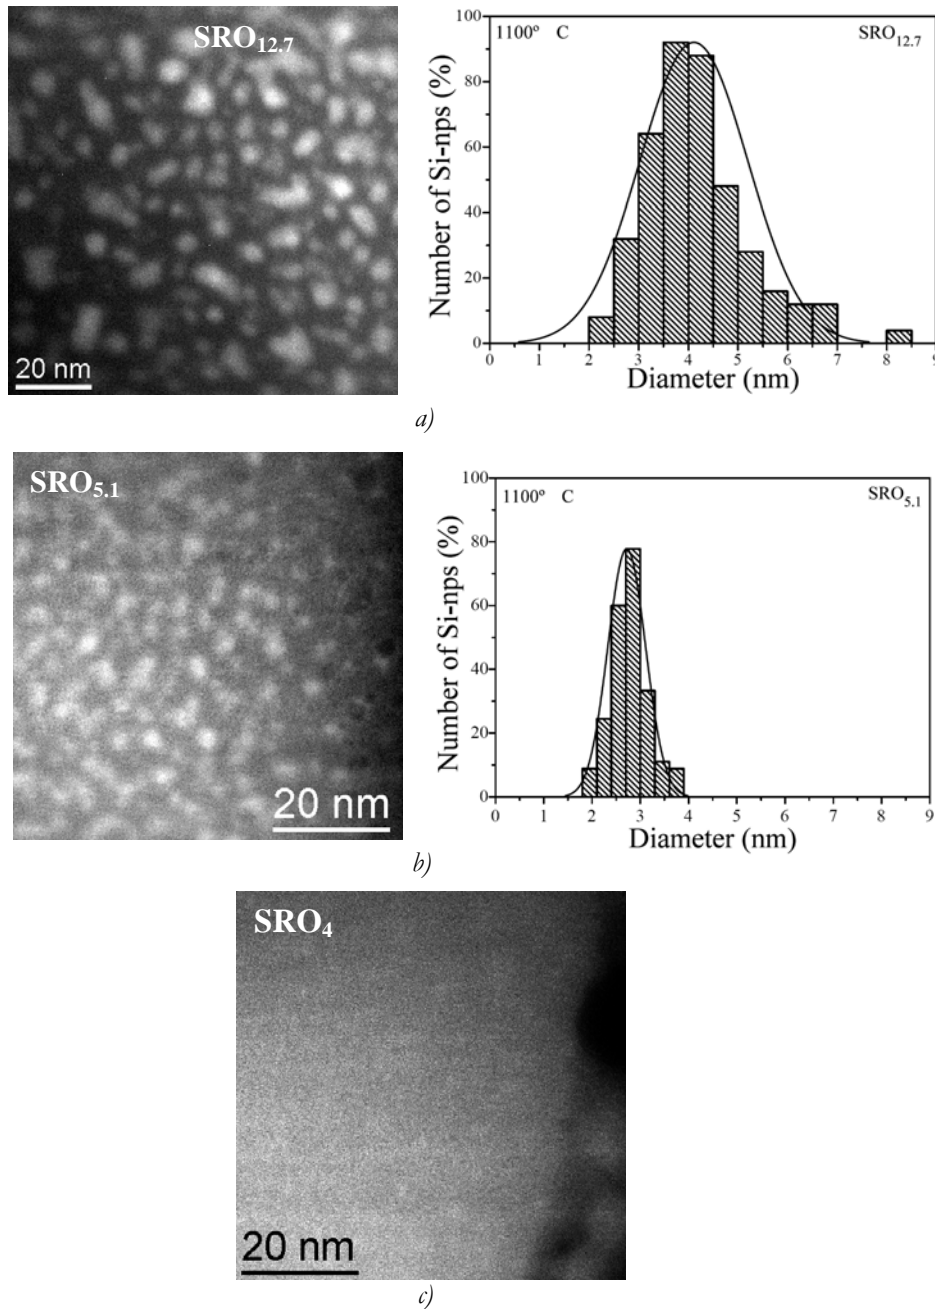 SRO12.7
20 nm
1100º C
SRO12.7
Number of Si-nps (%)
100
80
60
40
20
0
0 1 2 3 4 5 6 7 8 9
Diameter (nm)
a)
SRO5.1
20 nm
1100º C
SRO5.1
Number of Si-nps (%)
100
80
60
40
20
0
0 1 2 3 4 5 6 7 8 9
Diameter (nm)
b)
SRO4
20 nm
c)